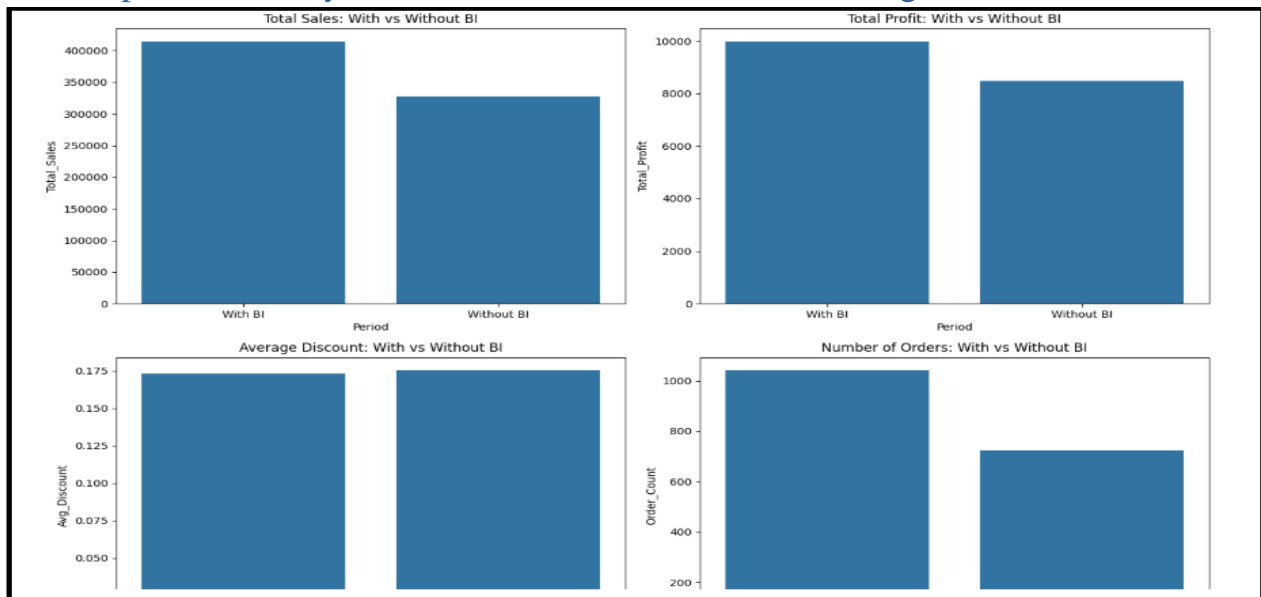 Total Sales: With vs Without BI
400000
350000
300000
250000
200000
150000
100000
50000
0
Total_Sales
With BI
Without BI
Period
Total Profit: With vs Without BI
10000
8000
6000
4000
2000
0
Total_Profit
With BI
Without BI
Period
Average Discount: With vs Without BI
0.175
0.150
0.125
0.100
0.075
0.050
Avg_Discount
Number of Orders: With vs Without BI
1000
800
600
400
200
Order_Count